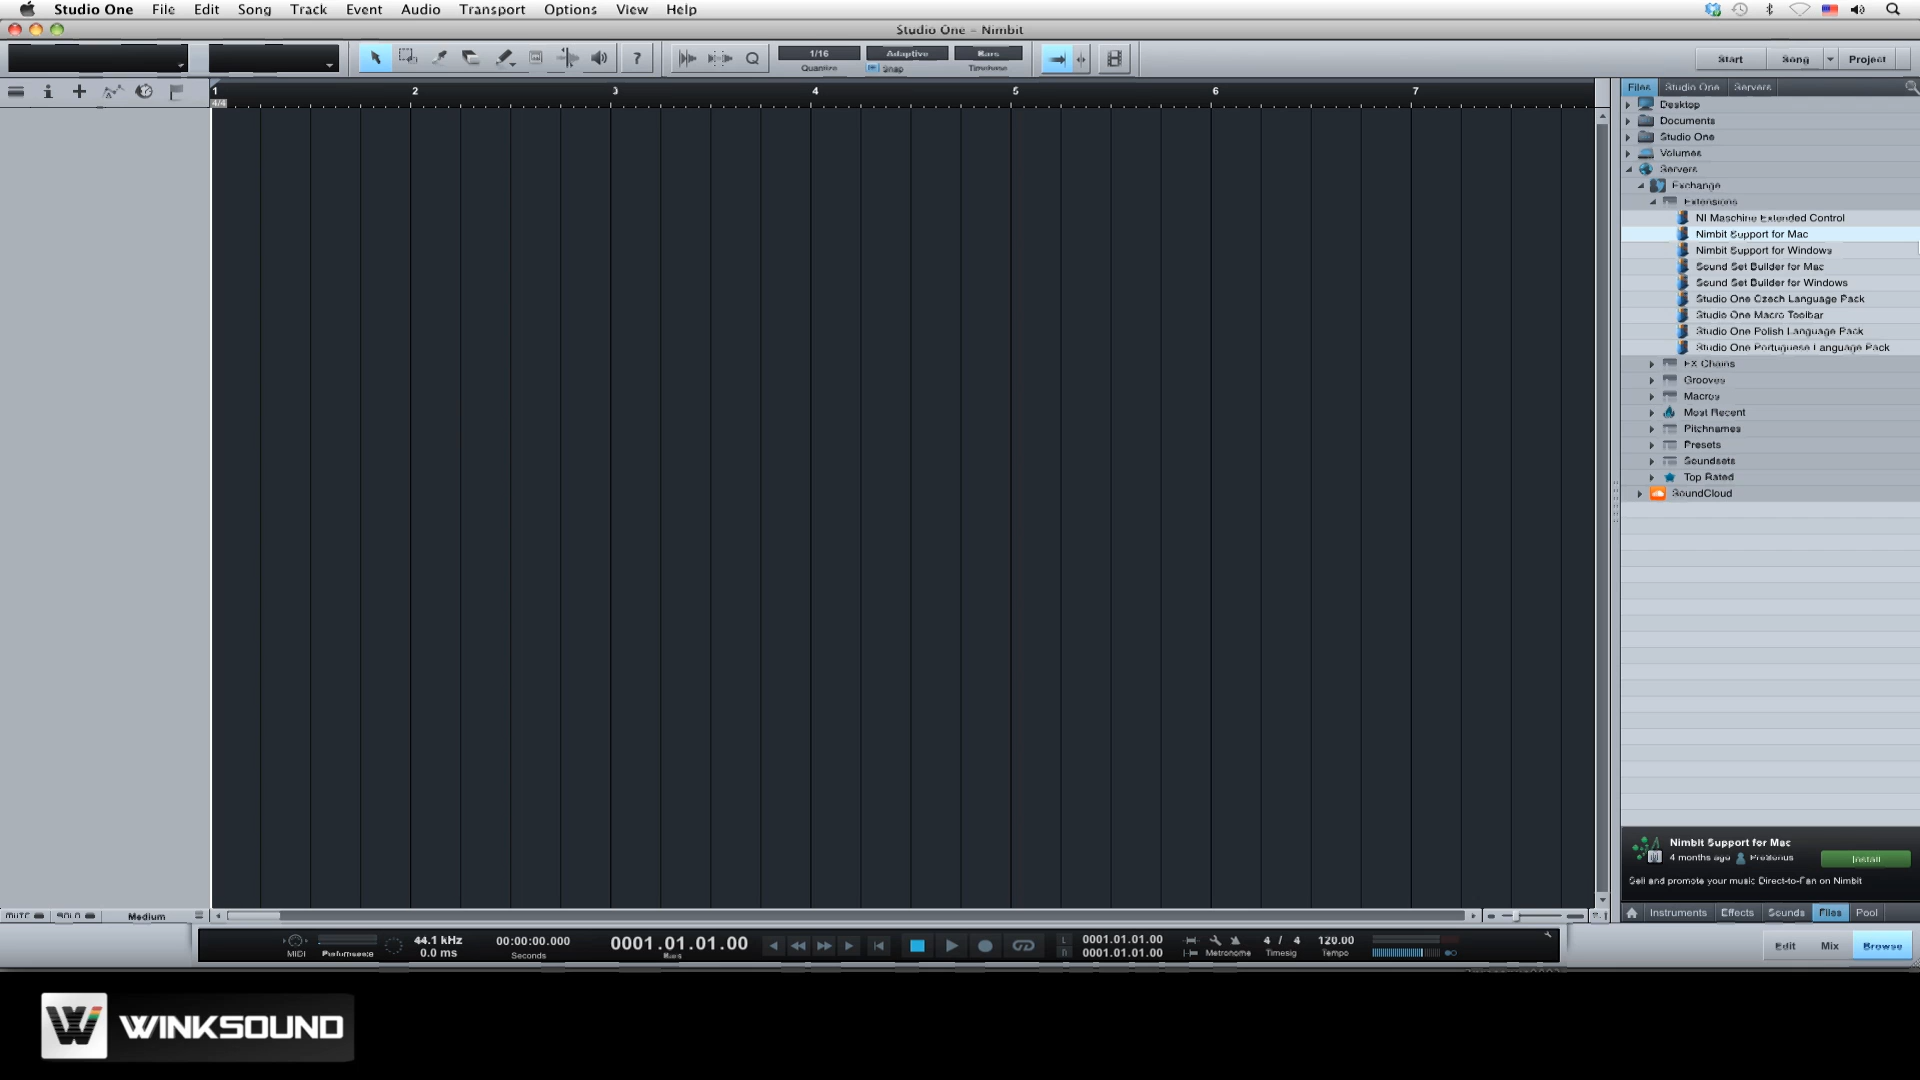 Studio One File Edit Song Track Event Audio Transport Options View Help
Studio One - Nimbit
1/16 Adaptive Bars
Quantize Snap Timebase
Start Song Project
1 2 3 4 5 6 7
4/4
Files Studio One Servers
Desktop
Documents
Studio One
Volumes
Servers
Exchange
Extensions
NI Maschine Extended Control
Nimbit Support for Mac
Nimbit Support for Windows
Sound Set Builder for Mac
Sound Set Builder for Windows
Studio One Czech Language Pack
Studio One Macro Toolbar
Studio One Polish Language Pack
Studio One Portuguese Language Pack
FX Chains
Grooves
Macros
Most Recent
Pitchnames
Presets
Soundsets
Top Rated
SoundCloud
Nimbit Support for Mac
4 months ago PreSonus Install
Sell and promote your music Direct-to-Fan on Nimbit
MUTE SOLO Medium
Instruments Effects Sounds Files Pool
MIDI Performance
44.1 kHz
0.0 ms
00:00:00.000
Seconds
0001.01.01.00
Bars
L 0001.01.01.00
R 0001.01.01.00
Metronome
4 / 4
Timesig
120.00
Tempo
Edit Mix Browse
WINKSOUND